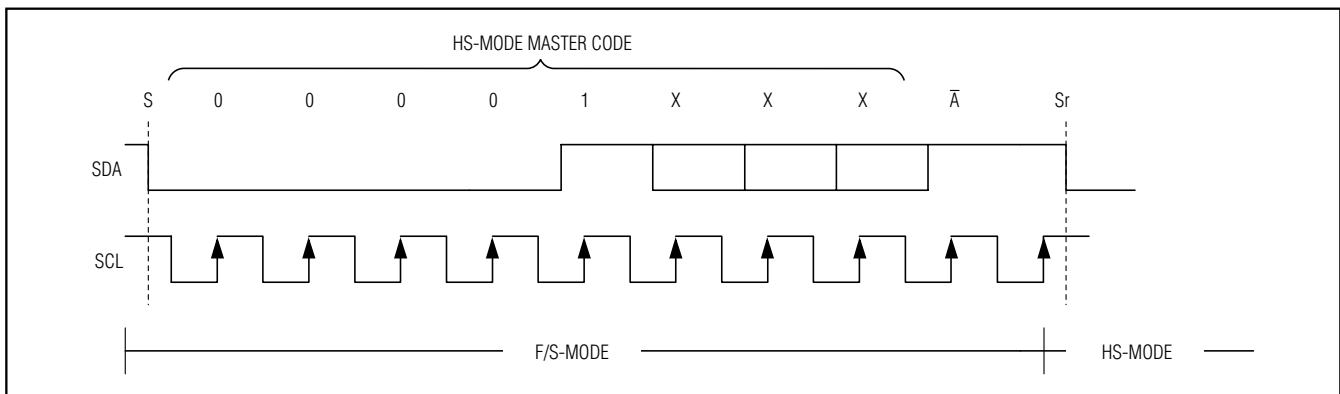 HS-MODE MASTER CODE
S 0 0 0 0 1 X X X A̅ Sr
SDA
SCL
F/S-MODE HS-MODE